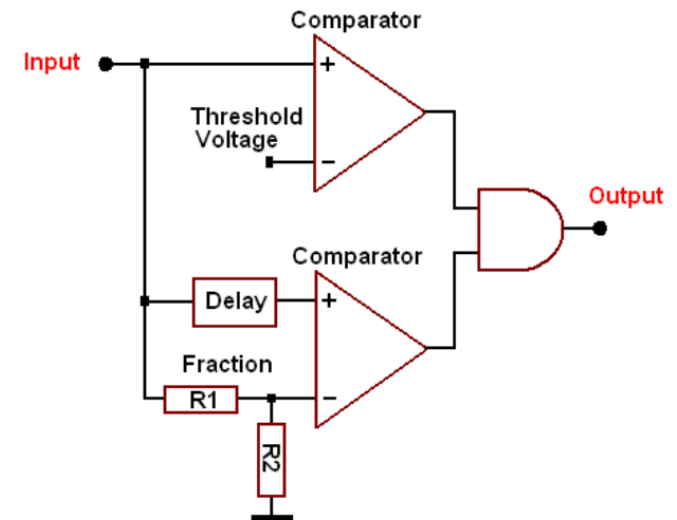 Comparator
Input
+
Threshold
Voltage
−
Output
Comparator
Delay
+
Fraction
R1
−
R2